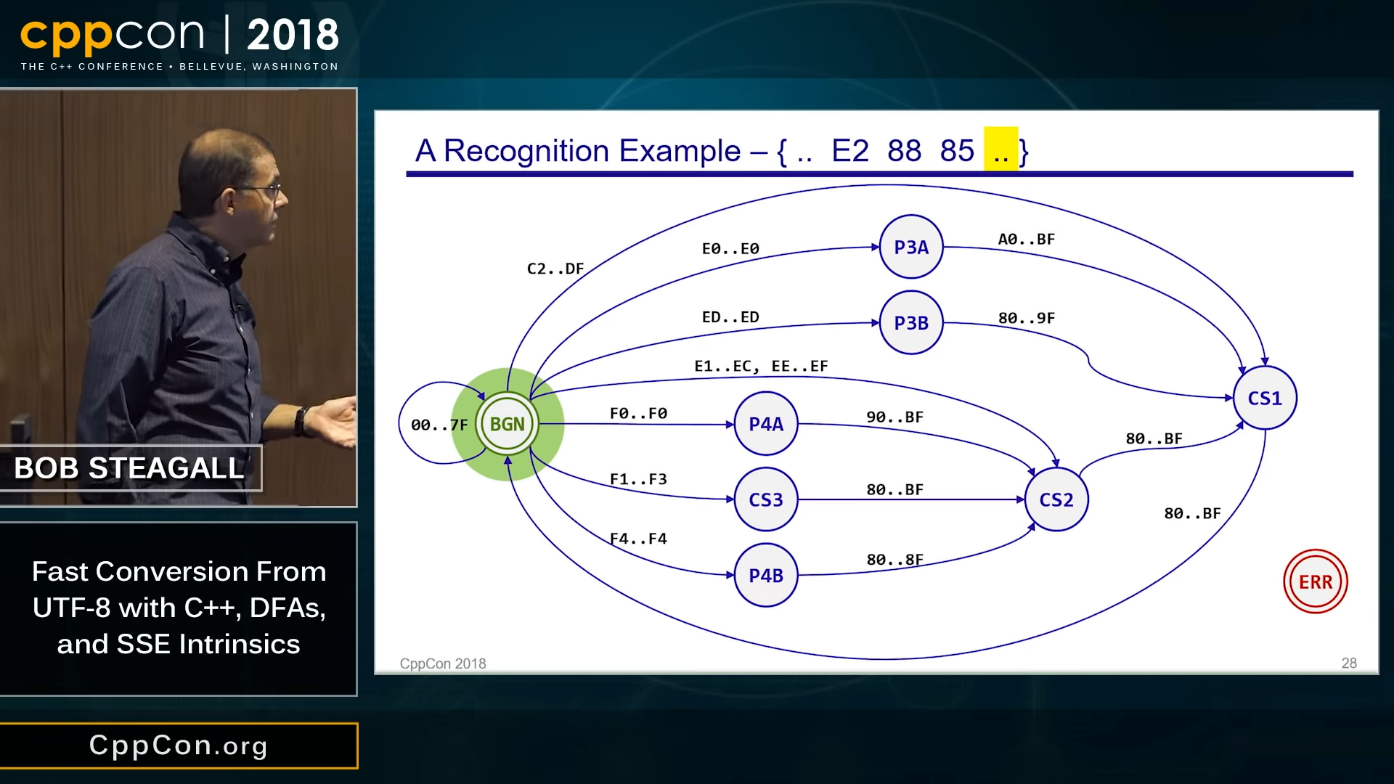 cppcon | 2018
THE C++ CONFERENCE • BELLEVUE, WASHINGTON
A Recognition Example – { .. E2 88 85 .. }
C2..DF
E0..E0
P3A
A0..BF
ED..ED
P3B
80..9F
E1..EC, EE..EF
CS1
00..7F
BGN
F0..F0
P4A
90..BF
80..BF
F1..F3
CS3
80..BF
CS2
80..BF
F4..F4
P4B
80..8F
ERR
CppCon 2018
28
BOB STEAGALL
Fast Conversion From
UTF-8 with C++, DFAs,
and SSE Intrinsics
CppCon.org